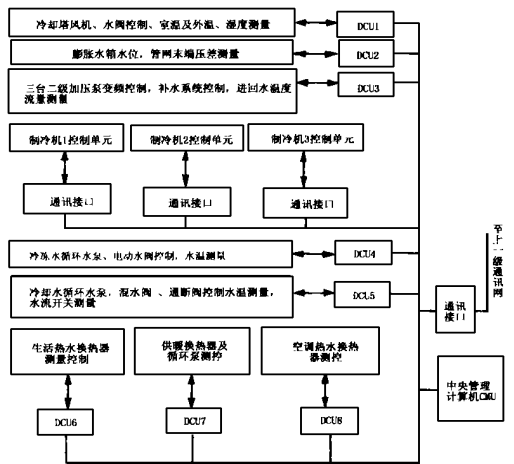 冷却塔风机、水阀控制、室温及外温、湿度测量
DCU1
膨胀水箱水位，管网末端压差测量
DCU2
三台二级加压泵变频控制，补水系统控制，进回水温度
流量测量
DCU3
制冷机1控制单元
制冷机2控制单元
制冷机3控制单元
通讯接口
通讯接口
通讯接口
冷冻水循环水泵、电动水阀控制，水温测量
DCU4
冷却水循环水泵，混水阀、通断阀控制水温测量，
水流开关测量
DCU5
至上一级通讯网
通讯
接口
生活热水换热器
测量控制
供暖换热器及
循环泵测控
空调热水换热
器测控
中央管理
计算机CMU
DCU6
DCU7
DCU8